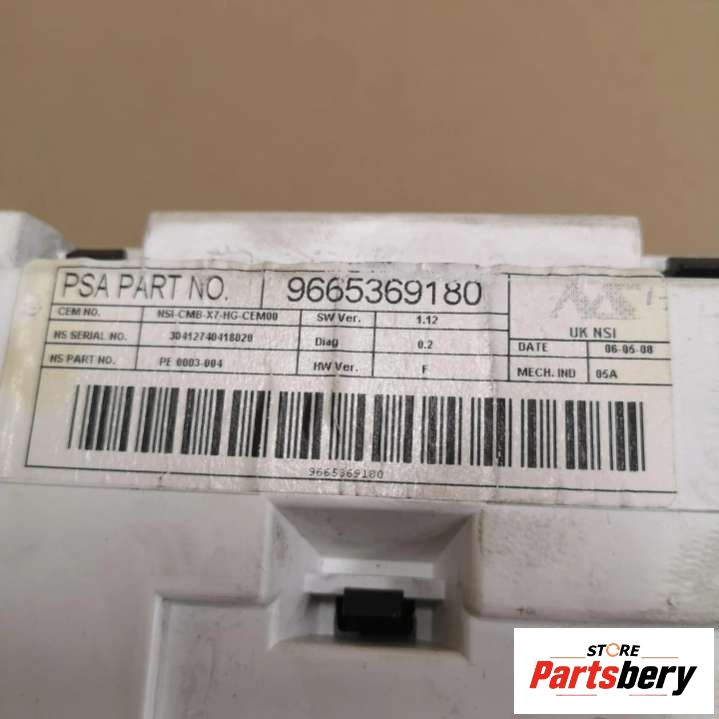 PSA PART NO. 9665369180
CEM NO. NSI-CMB-X7-HG-CEM00 SW Ver. 1.12
NS SERIAL NO. 30412740418020 Diag 0.2
NS PART NO. PE 0003-004 HW Ver. F
UK NSI
DATE 06-05-08
MECH. IND 05A
9665369180
STORE
Partsbery